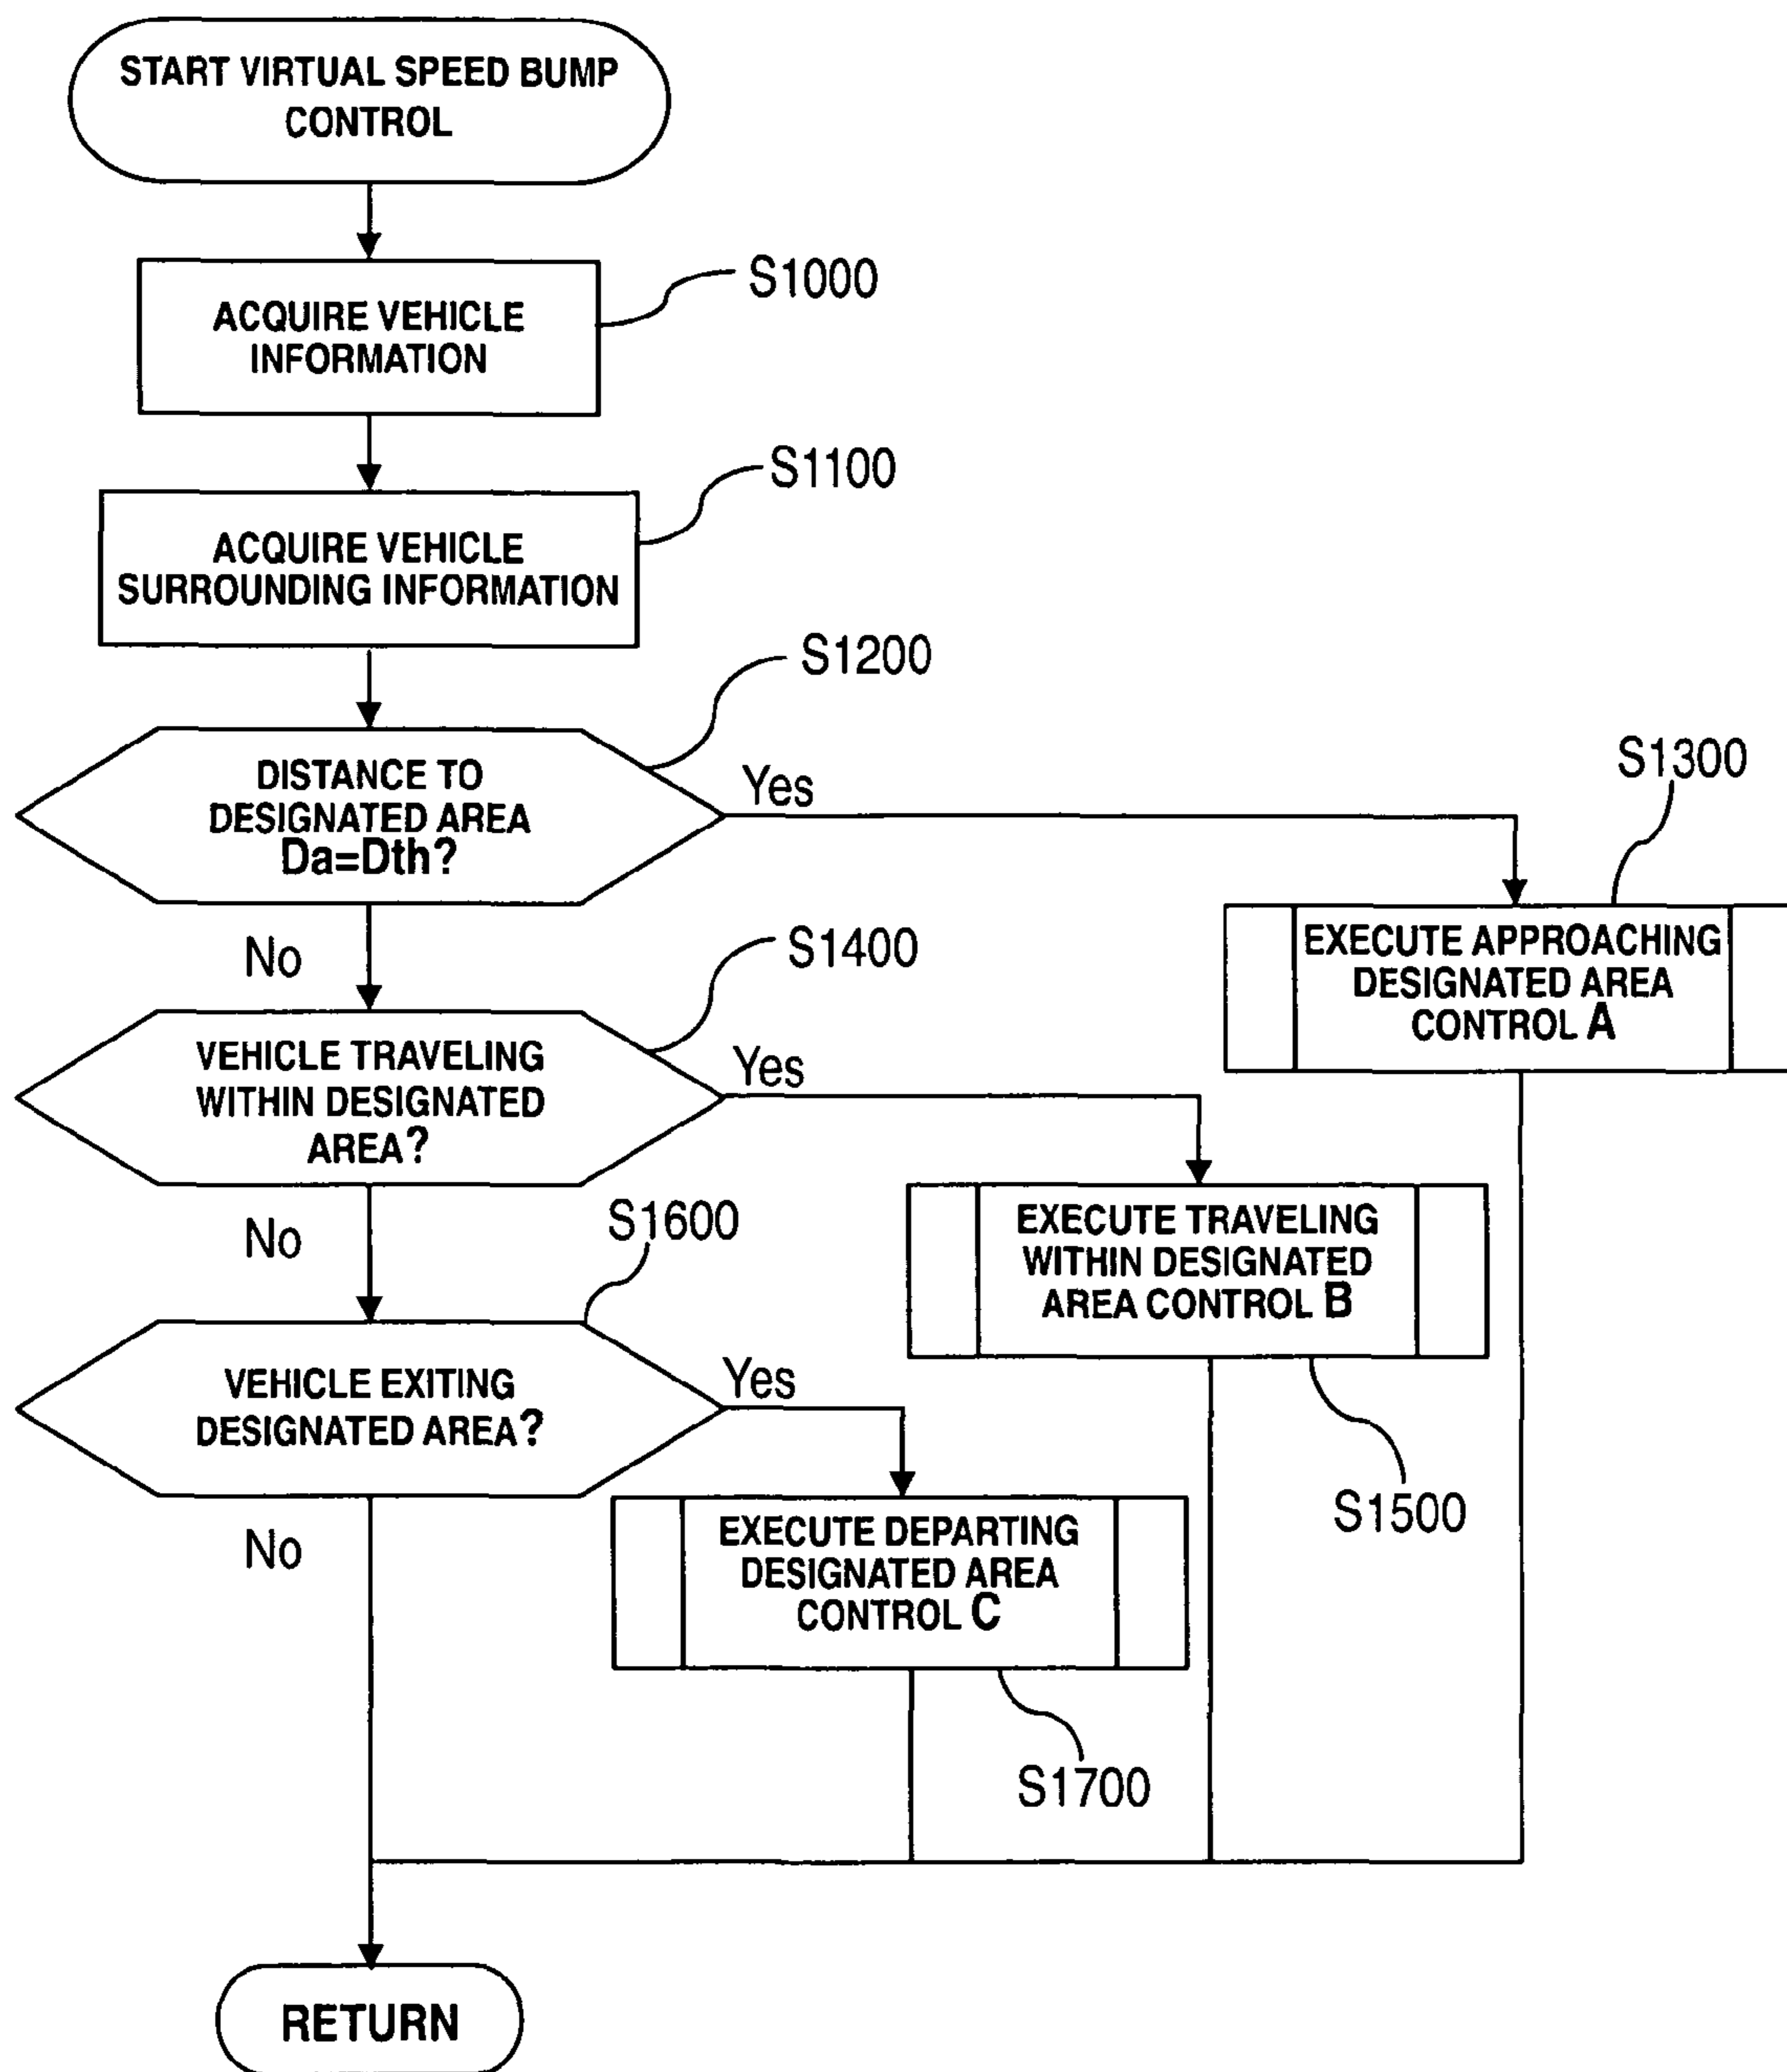 START VIRTUAL SPEED BUMP
CONTROL
ACQUIRE VEHICLE
INFORMATION
S1000
ACQUIRE VEHICLE
SURROUNDING INFORMATION
S1100
DISTANCE TO
DESIGNATED AREA
Da=Dth?
S1200
Yes
No
EXECUTE APPROACHING
DESIGNATED AREA
CONTROL A
S1300
VEHICLE TRAVELING
WITHIN DESIGNATED
AREA?
S1400
Yes
No
EXECUTE TRAVELING
WITHIN DESIGNATED
AREA CONTROL B
S1500
VEHICLE EXITING
DESIGNATED AREA?
S1600
Yes
No
EXECUTE DEPARTING
DESIGNATED AREA
CONTROL C
S1700
RETURN